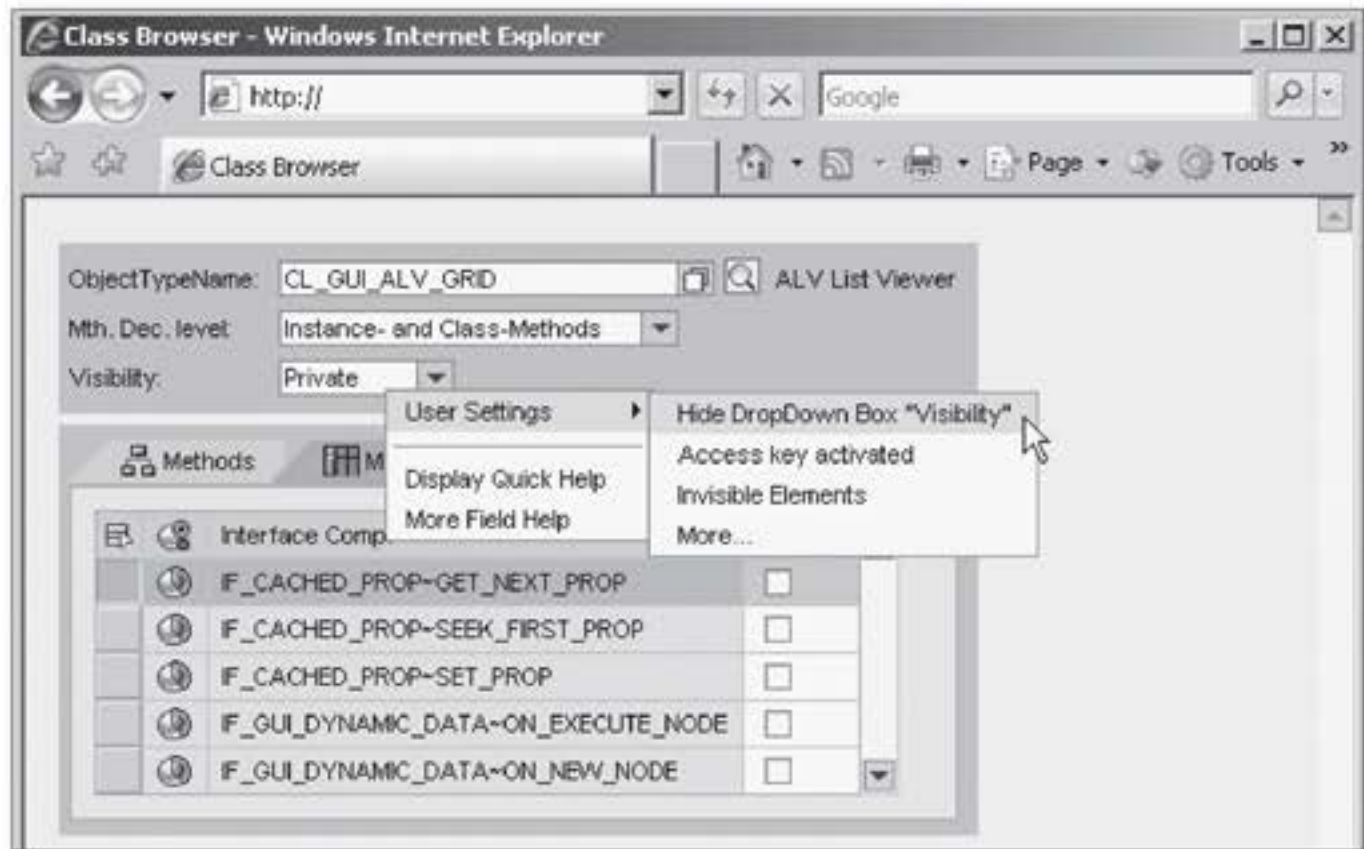 Class Browser - Windows Internet Explorer
http://
Google
Class Browser
Page
Tools
ObjectTypeName: CL_GUI_ALV_GRID ALV List Viewer
Mth. Dec. level: Instance- and Class-Methods
Visibility: Private
User Settings
Hide DropDown Box "Visibility"
Access key activated
Invisible Elements
More...
Display Quick Help
More Field Help
Methods
M
Interface Comp.
IF_CACHED_PROP~GET_NEXT_PROP
IF_CACHED_PROP~SEEK_FIRST_PROP
IF_CACHED_PROP~SET_PROP
IF_GUI_DYNAMIC_DATA~ON_EXECUTE_NODE
IF_GUI_DYNAMIC_DATA~ON_NEW_NODE